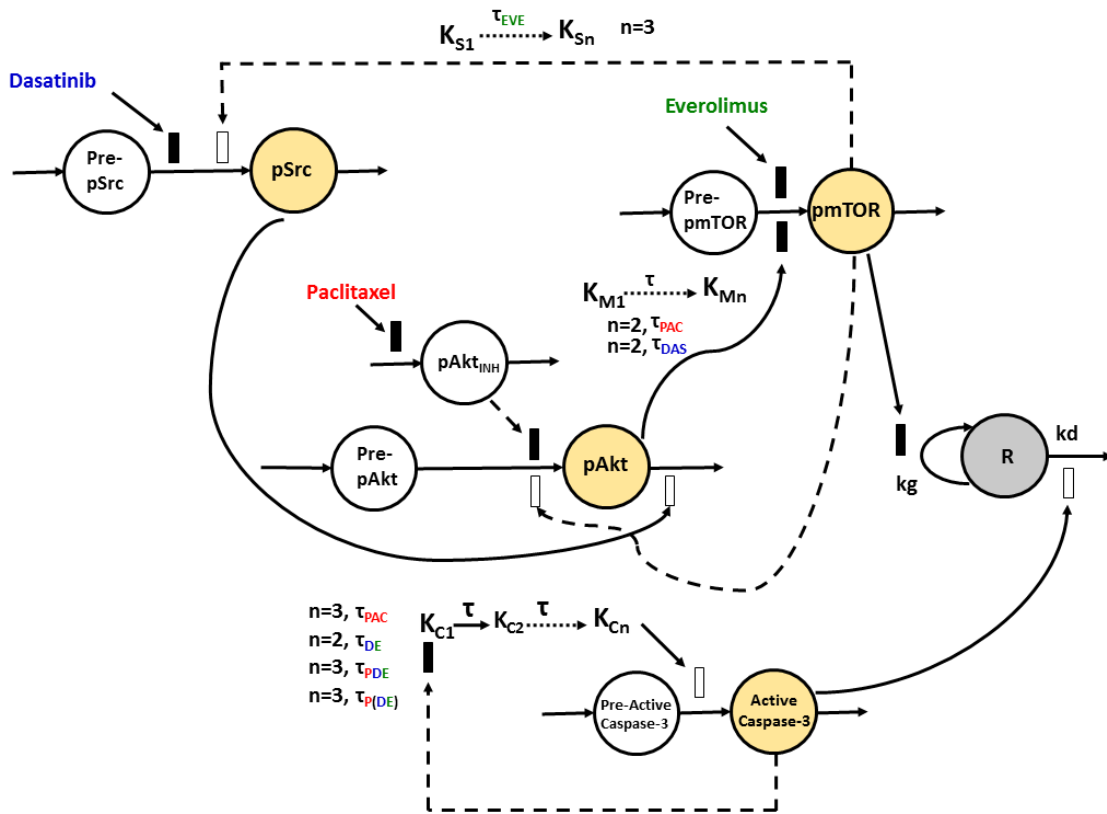 K_S1 τ_EVE K_Sn n=3
Dasatinib
Everolimus
Pre-
pSrc
pSrc
Pre-
pmTOR
pmTOR
K_M1 τ K_Mn
n=2, τ_PAC
n=2, τ_DAS
Paclitaxel
pAkt_INH
Pre-
pAkt
pAkt
kg
R
kd
n=3, τ_PAC
n=2, τ_DE
n=3, τ_PDE
n=3, τ_P(DE)
K_C1 τ K_C2 τ K_Cn
Pre-Active
Caspase-3
Active
Caspase-3